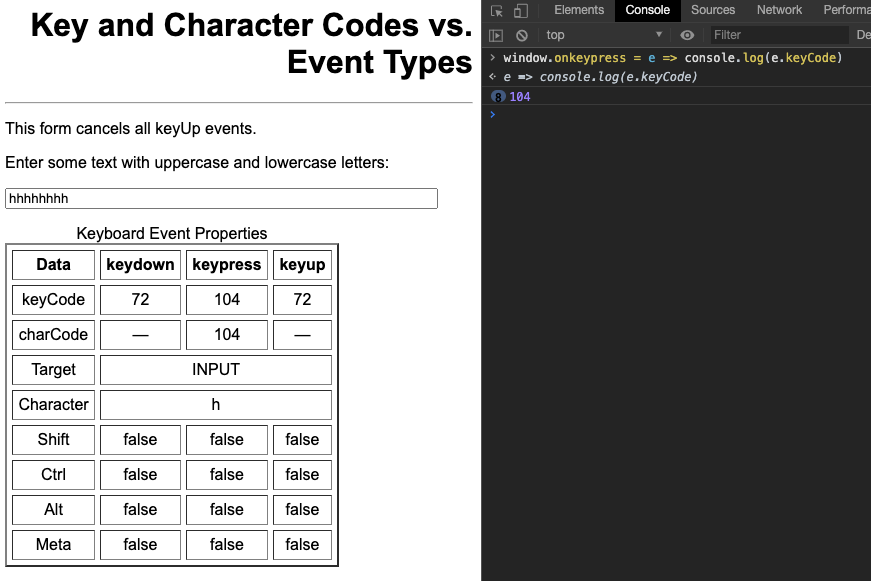 Key and Character Codes vs.
Event Types
This form cancels all keyUp events.
Enter some text with uppercase and lowercase letters:
hhhhhhhh
Keyboard Event Properties
Data keydown keypress keyup
keyCode 72 104 72
charCode — 104 —
Target INPUT
Character h
Shift false false false
Ctrl false false false
Alt false false false
Meta false false false
Elements Console Sources Network Performa
top Filter De
> window.onkeypress = e => console.log(e.keyCode)
< e => console.log(e.keyCode)
8 104
>